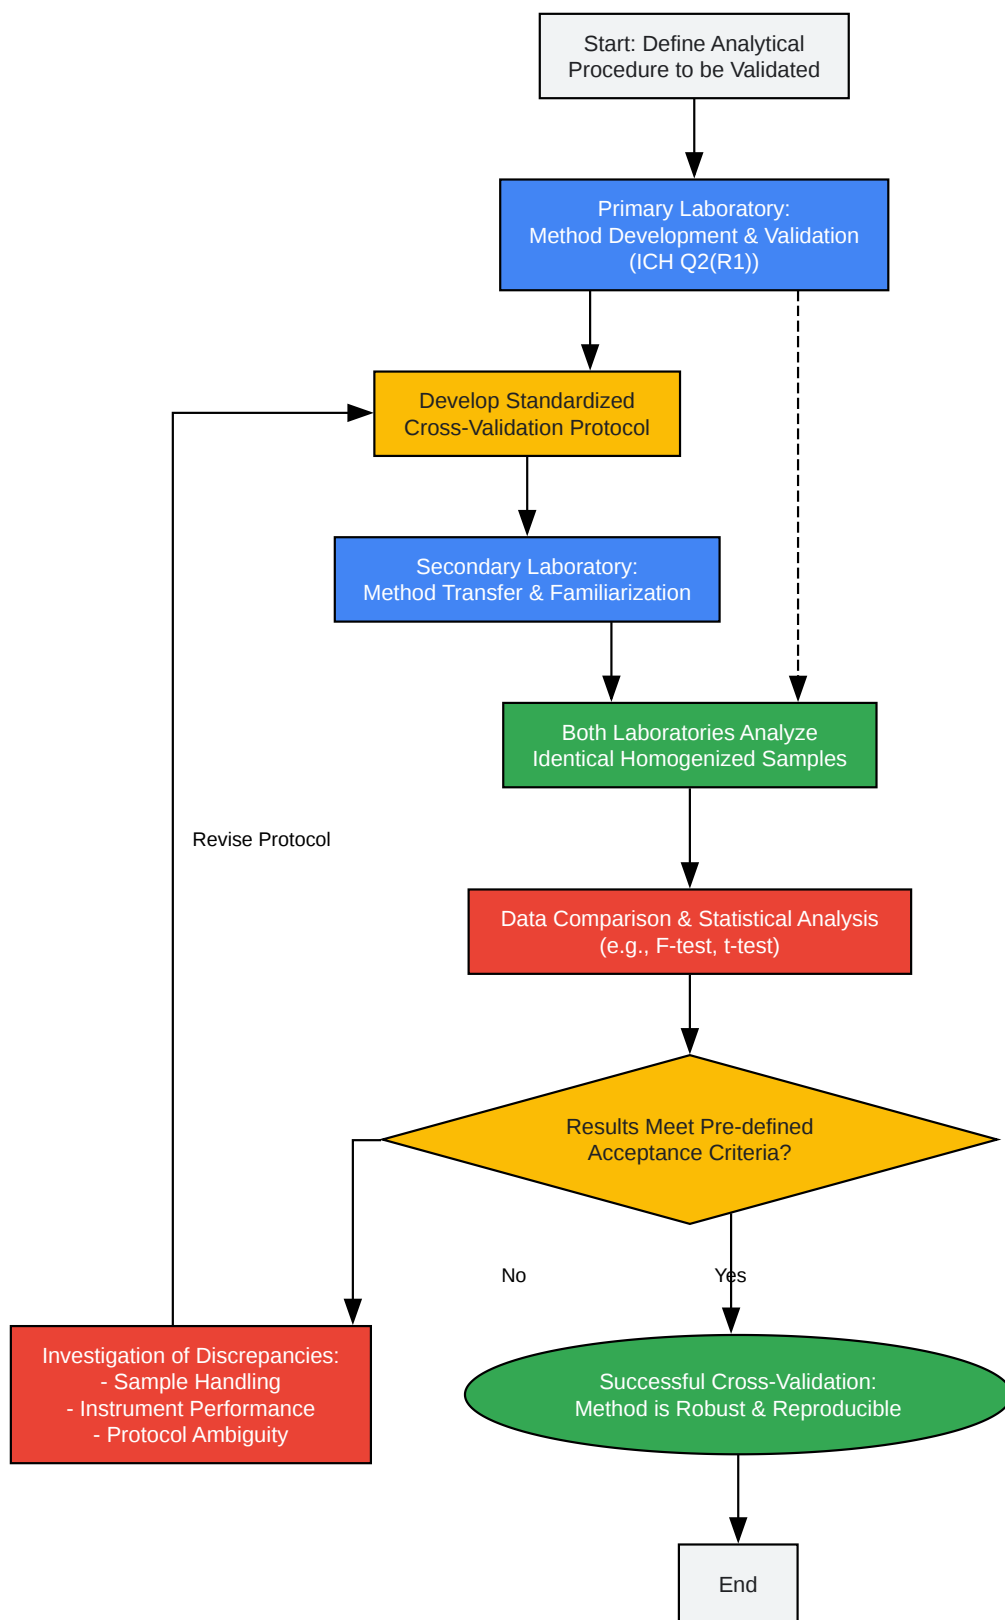 Start: Define Analytical
Procedure to be Validated
Primary Laboratory:
Method Development & Validation
(ICH Q2(R1))
Develop Standardized
Cross-Validation Protocol
Secondary Laboratory:
Method Transfer & Familiarization
Both Laboratories Analyze
Identical Homogenized Samples
Revise Protocol
Data Comparison & Statistical Analysis
(e.g., F-test, t-test)
Results Meet Pre-defined
Acceptance Criteria?
No
Yes
Investigation of Discrepancies:
- Sample Handling
- Instrument Performance
- Protocol Ambiguity
Successful Cross-Validation:
Method is Robust & Reproducible
End